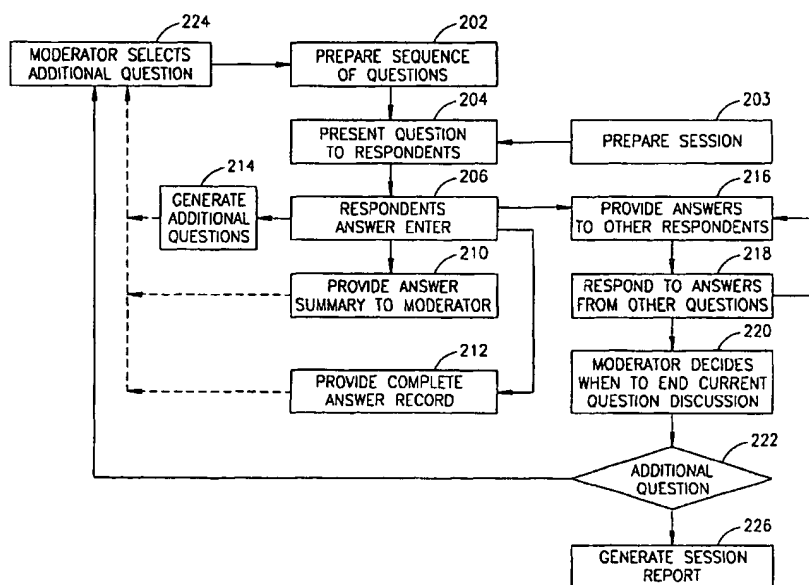 224
MODERATOR SELECTS
ADDITIONAL QUESTION
202
PREPARE SEQUENCE
OF QUESTIONS
204
PRESENT QUESTION
TO RESPONDENTS
203
PREPARE SESSION
214
GENERATE
ADDITIONAL
QUESTIONS
206
RESPONDENTS
ANSWER ENTER
216
PROVIDE ANSWERS
TO OTHER RESPONDENTS
210
PROVIDE ANSWER
SUMMARY TO MODERATOR
218
RESPOND TO ANSWERS
FROM OTHER QUESTIONS
212
PROVIDE COMPLETE
ANSWER RECORD
220
MODERATOR DECIDES
WHEN TO END CURRENT
QUESTION DISCUSSION
222
ADDITIONAL
QUESTION
226
GENERATE SESSION
REPORT